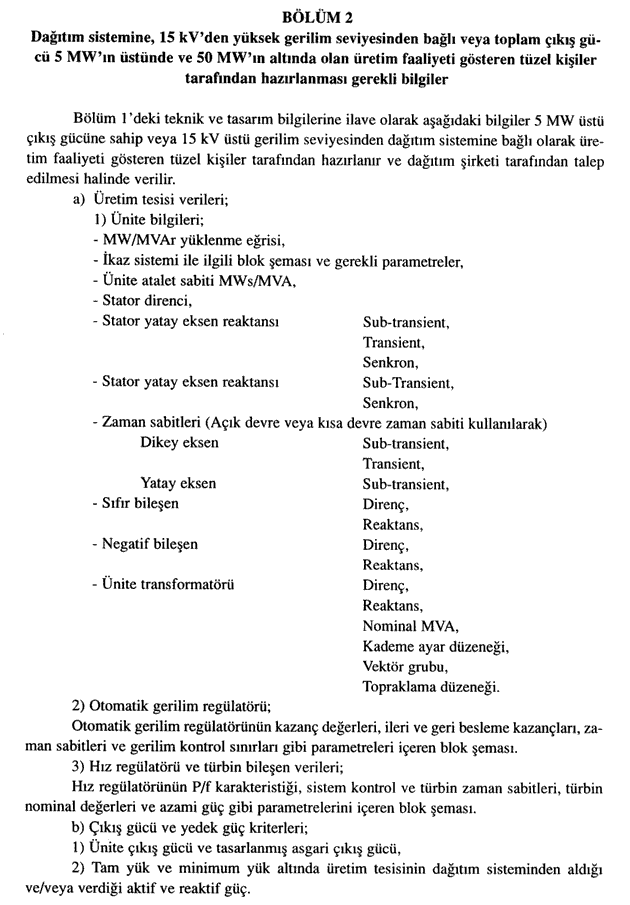 BÖLÜM 2
Dağıtım sistemine, 15 kV’den yüksek gerilim seviyesinden bağlı veya toplam çıkış gü-
cü 5 MW’ın üstünde ve 50 MW’ın altında olan üretim faaliyeti gösteren tüzel kişiler
tarafından hazırlanması gerekli bilgiler
Bölüm 1’deki teknik ve tasarım bilgilerine ilave olarak aşağıdaki bilgiler 5 MW üstü
çıkış gücüne sahip veya 15 kV üstü gerilim seviyesinden dağıtım sistemine bağlı olarak üre-
tim faaliyeti gösteren tüzel kişiler tarafından hazırlanır ve dağıtım şirketi tarafından talep
edilmesi halinde verilir.
a) Üretim tesisi verileri;
1) Ünite bilgileri;
- MW/MVAr yüklenme eğrisi,
- İkaz sistemi ile ilgili blok şeması ve gerekli parametreler,
- Ünite atalet sabiti MWs/MVA,
- Stator direnci,
- Stator yatay eksen reaktansı Sub-transient,
Transient,
Senkron,
- Stator yatay eksen reaktansı Sub-Transient,
Senkron,
- Zaman sabitleri (Açık devre veya kısa devre zaman sabiti kullanılarak)
Dikey eksen Sub-transient,
Transient,
Yatay eksen Sub-transient,
- Sıfır bileşen Direnç,
Reaktans,
- Negatif bileşen Direnç,
Reaktans,
- Ünite transformatörü Direnç,
Reaktans,
Nominal MVA,
Kademe ayar düzeneği,
Vektör grubu,
Topraklama düzeneği.
2) Otomatik gerilim regülatörü;
Otomatik gerilim regülatörünün kazanç değerleri, ileri ve geri besleme kazançları, za-
man sabitleri ve gerilim kontrol sınırları gibi parametreleri içeren blok şeması.
3) Hız regülatörü ve türbin bileşen verileri;
Hız regülatörünün P/f karakteristiği, sistem kontrol ve türbin zaman sabitleri, türbin
nominal değerleri ve azami güç gibi parametrelerini içeren blok şeması.
b) Çıkış gücü ve yedek güç kriterleri;
1) Ünite çıkış gücü ve tasarlanmış asgari çıkış gücü,
2) Tam yük ve minimum yük altında üretim tesisinin dağıtım sisteminden aldığı
ve/veya verdiği aktif ve reaktif güç.